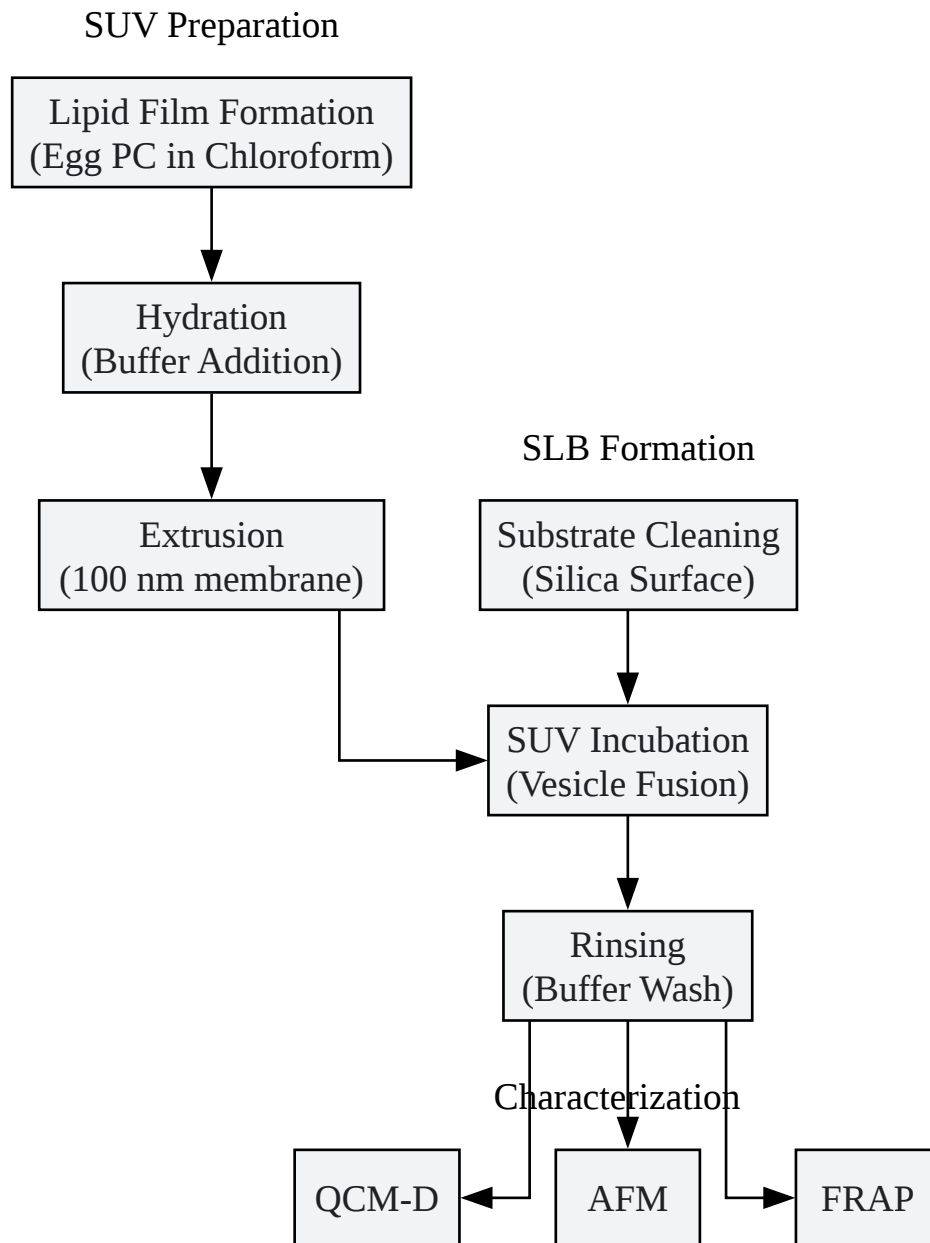 SUV Preparation
Lipid Film Formation
(Egg PC in Chloroform)
Hydration
(Buffer Addition)
Extrusion
(100 nm membrane)
SLB Formation
Substrate Cleaning
(Silica Surface)
SUV Incubation
(Vesicle Fusion)
Rinsing
(Buffer Wash)
Characterization
QCM-D
AFM
FRAP